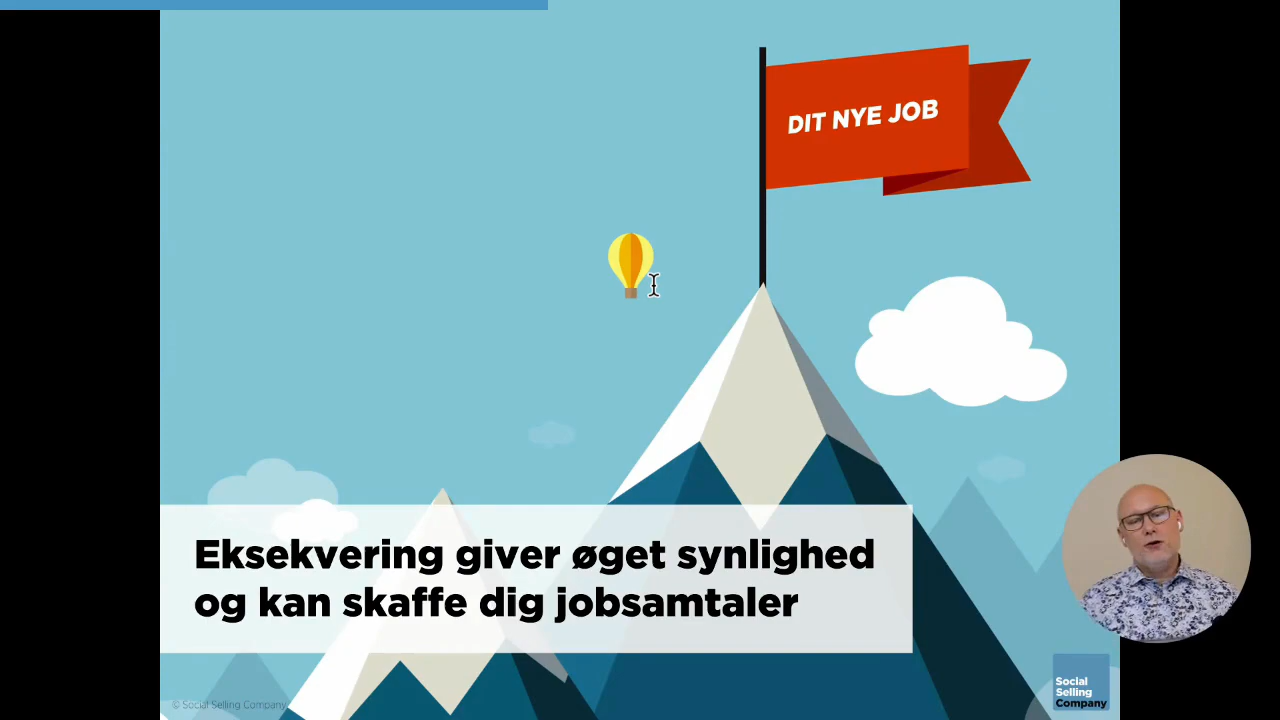 DIT NYE JOB
Eksekvering giver øget synlighed
og kan skaffe dig jobsamtaler
© Social Selling Company
Social
Selling
Company